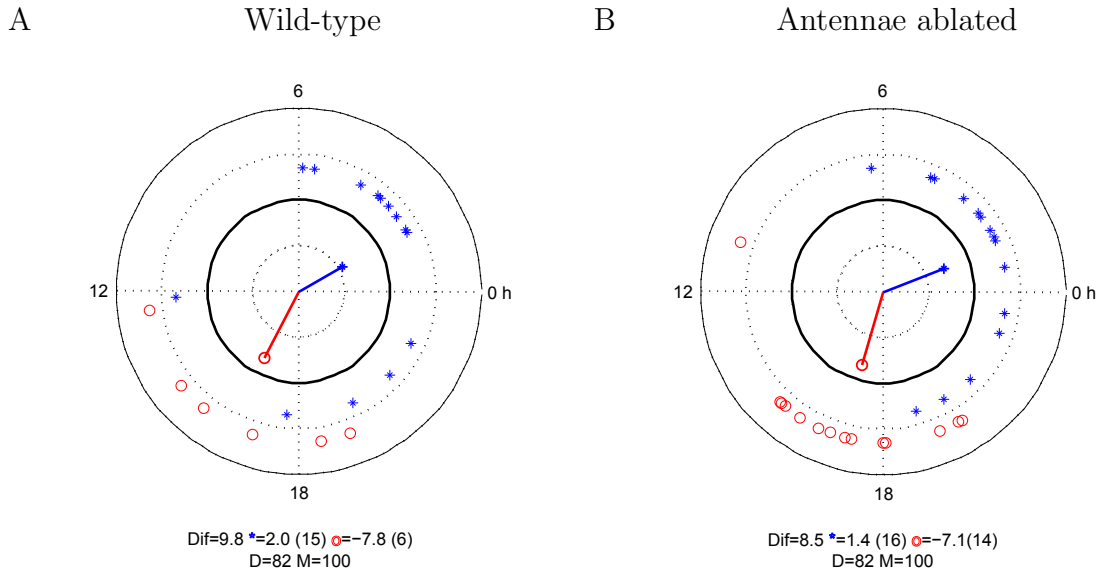 A Wild-type
6
12
0 h
18
Dif=9.8 *=2.0 (15) o=−7.8 (6)
D=82 M=100
B Antennae ablated
6
12
0 h
18
Dif=8.5 *=1.4 (16) o=−7.1(14)
D=82 M=100